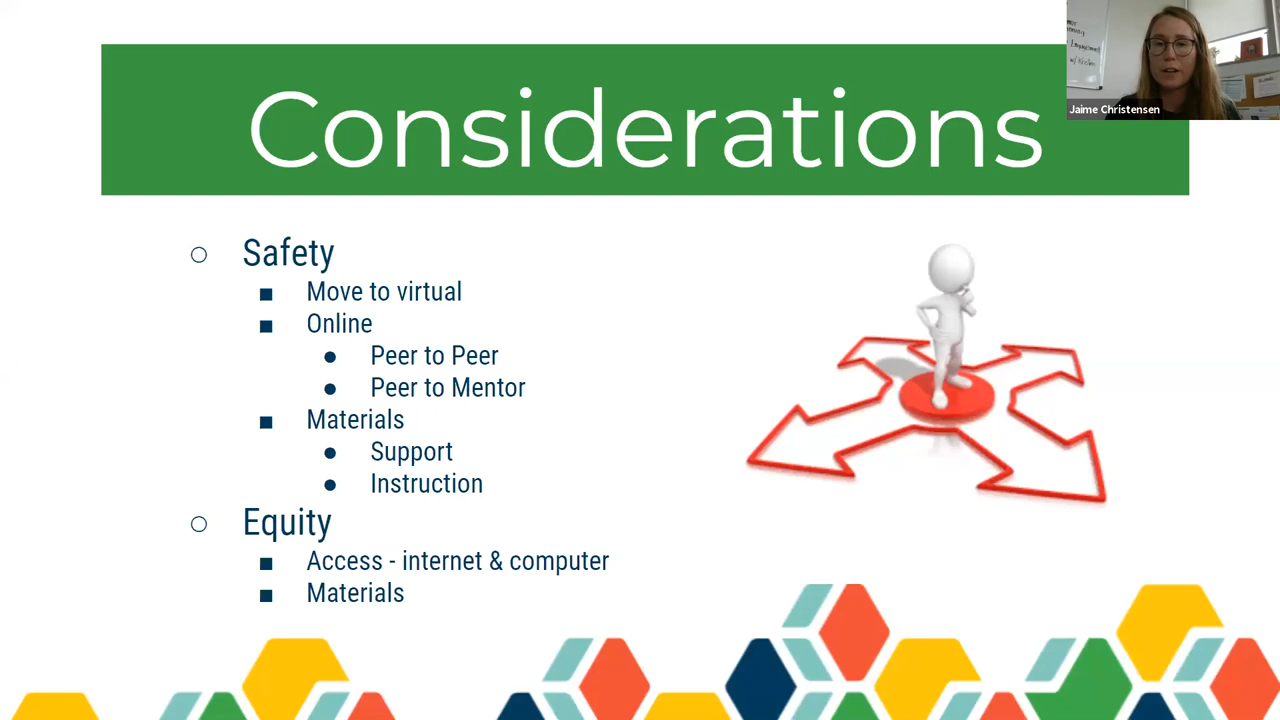 Considerations
Jaime Christensen
Engagement
○ Safety
■ Move to virtual
■ Online
● Peer to Peer
● Peer to Mentor
■ Materials
● Support
● Instruction
○ Equity
■ Access - internet & computer
■ Materials